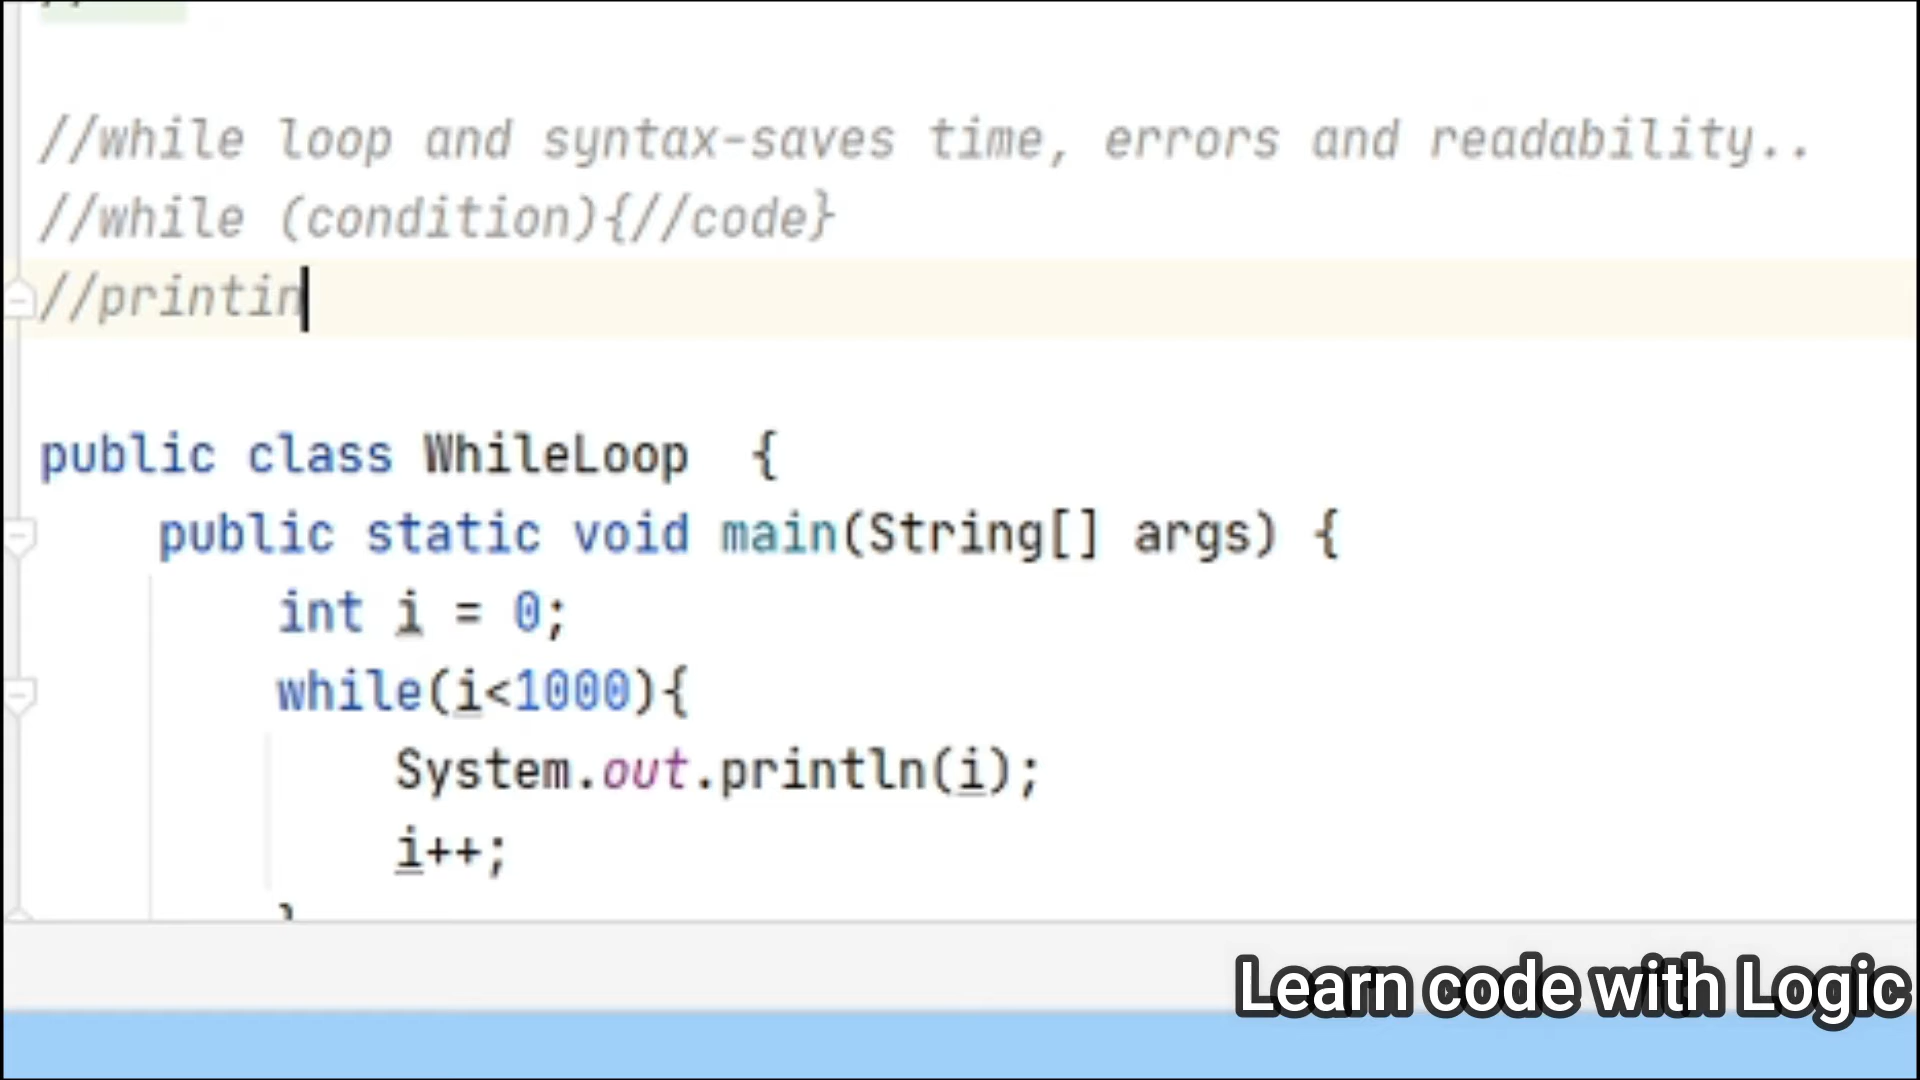 //while loop and syntax-saves time, errors and readability..
//while (condition){//code}
//printin
public class WhileLoop  {
public static void main(String[] args) {
int i = 0;
while(i<1000){
System.out.println(i);
i++;
}
Learn code with Logic